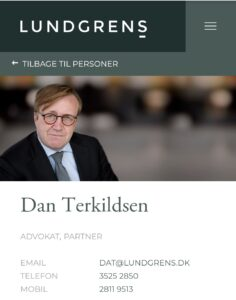 LUNDGRENS
← TILBAGE TIL PERSONER
Dan Terkildsen
ADVOKAT, PARTNER
EMAIL DAT@LUNDGRENS.DK
TELEFON 3525 2850
MOBIL 2811 9513